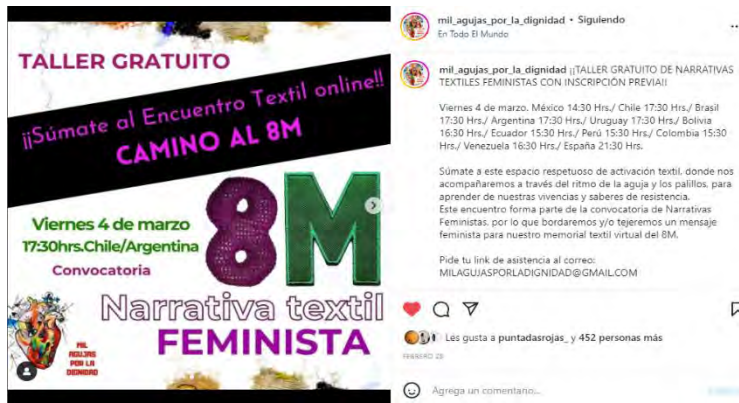 TALLER GRATUITO
¡¡Súmate al Encuentro Textil online!!
CAMINO AL 8M
8M
Viernes 4 de marzo
17:30hrs.Chile/Argentina
Convocatoria
Narrativa textil
FEMINISTA
MIL
AGUJAS
POR LA
DIGNIDAD
mil_agujas_por_la_dignidad • Siguiendo
En Todo El Mundo
mil_agujas_por_la_dignidad ¡¡TALLER GRATUITO DE NARRATIVAS
TEXTILES FEMINISTAS CON INSCRIPCIÓN PREVIA!!
Viernes 4 de marzo. México 14:30 Hrs./ Chile 17:30 Hrs./ Brasil
17:30 Hrs./ Argentina 17:30 Hrs./ Uruguay 17:30 Hrs./ Bolivia
16:30 Hrs./ Ecuador 15:30 Hrs./ Perú 15:30 Hrs./ Colombia 15:30
Hrs./ Venezuela 16:30 Hrs./ España 21:30 Hrs.
Súmate a este espacio respetuoso de activación textil, donde nos
acompañaremos a través del ritmo de la aguja y los palillos, para
aprender de nuestras vivencias y saberes de resistencia.
Este encuentro forma parte de la convocatoria de Narrativas
Feministas, por lo que bordaremos y/o tejeremos un mensaje
feminista para nuestro memorial textil virtual del 8M.
Pide tu link de asistencia al correo:
MILAGUJASPORLADIGNIDAD@GMAIL.COM
Les gusta a puntadasrojas_ y 452 personas más
FEBRERO 28
Agrega un comentario...